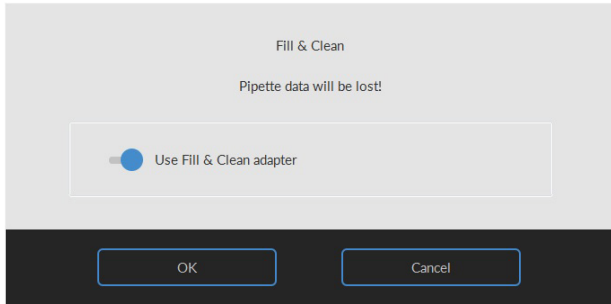 Fill & Clean
Pipette data will be lost!
Use Fill & Clean adapter
OK
Cancel